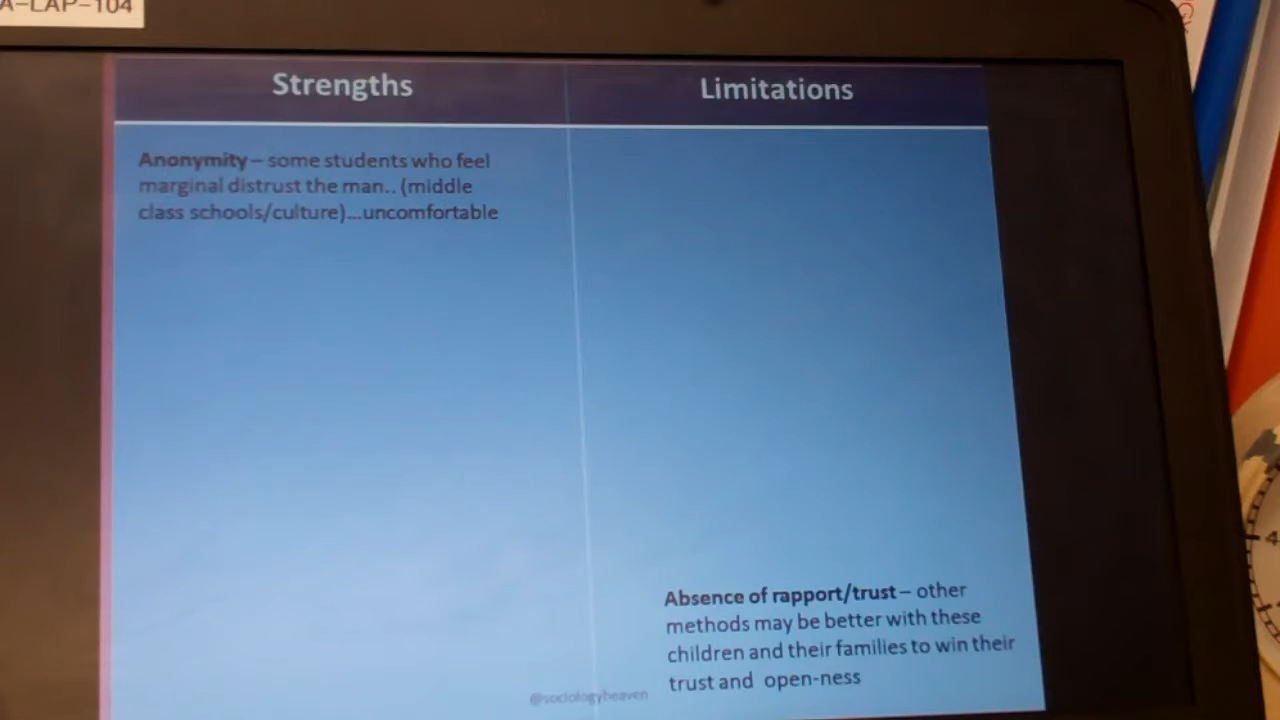 A-LAP-104
Strengths
Limitations
Anonymity – some students who feel
marginal distrust the man.. (middle
class schools/culture)...uncomfortable
Absence of rapport/trust – other
methods may be better with these
children and their families to win their
trust and open-ness
@sociologyheaven
4